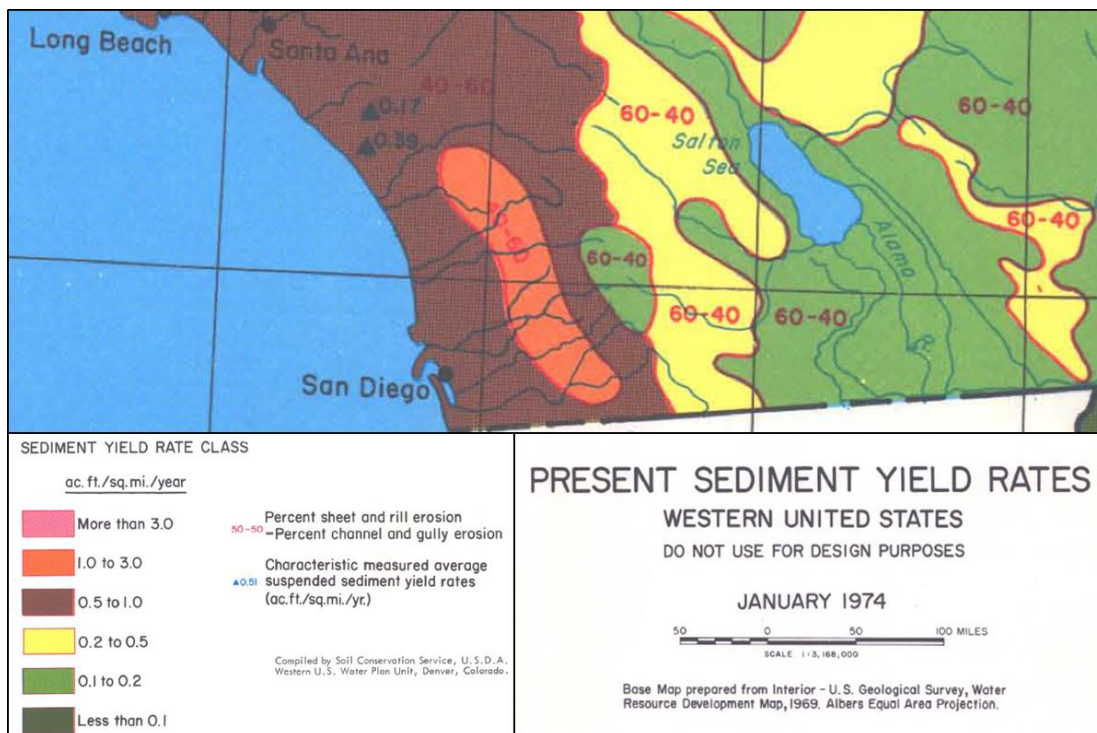 Long Beach
Santa Ana
40-60
▲0.17
60-40
60-40
▲0.39
Salton
Sea
40-60
60-40
Alamo
60-40
60-40
60-40
60-40
R.
San Diego
SEDIMENT YIELD RATE CLASS
ac. ft./sq. mi./year
More than 3.0
1.0 to 3.0
0.5 to 1.0
0.2 to 0.5
0.1 to 0.2
Less than 0.1
50-50 Percent sheet and rill erosion
-Percent channel and gully erosion
Characteristic measured average
▲0.51 suspended sediment yield rates
(ac.ft./sq.mi./yr.)
Compiled by Soil Conservation Service, U.S.D.A.
Western U.S. Water Plan Unit, Denver, Colorado.
PRESENT SEDIMENT YIELD RATES
WESTERN UNITED STATES
DO NOT USE FOR DESIGN PURPOSES
JANUARY 1974
50 0 50 100 MILES
SCALE 1:3,168,000
Base Map prepared from Interior - U.S. Geological Survey, Water
Resource Development Map, 1969. Albers Equal Area Projection.